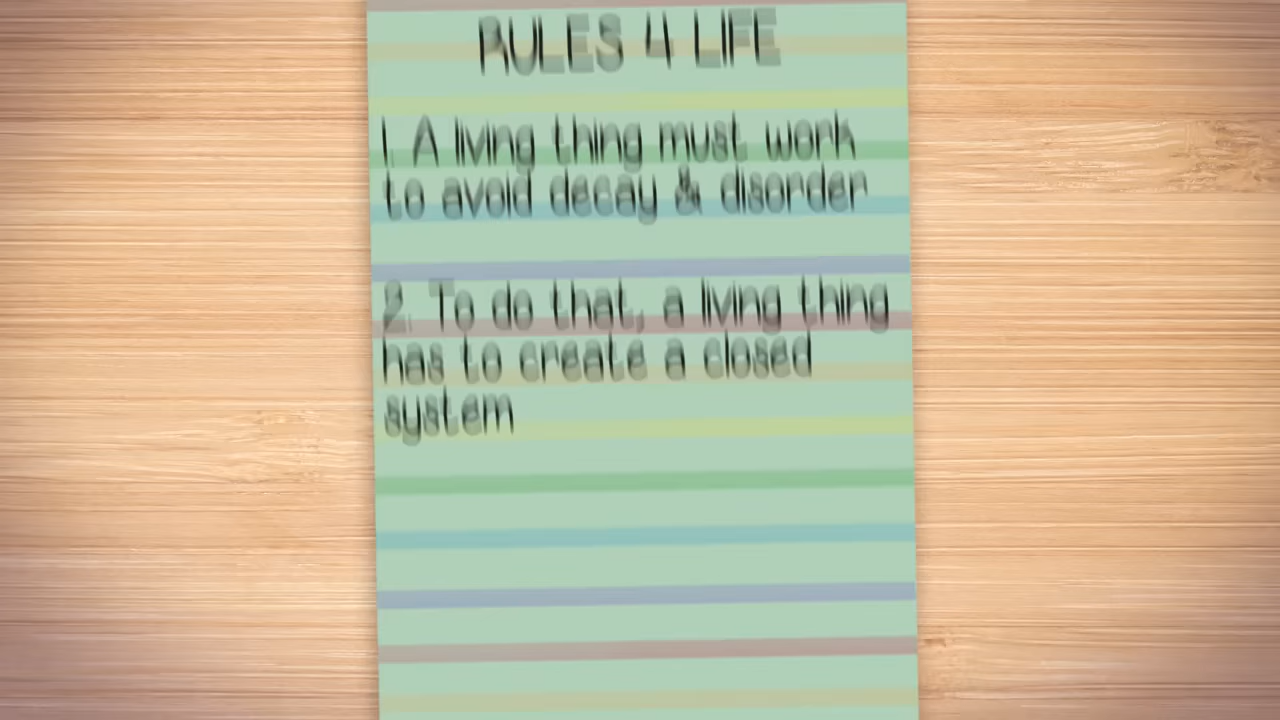 RULES 4 LIFE
1. A living thing must work
to avoid decay & disorder
2. To do that, a living thing
has to create a closed
system